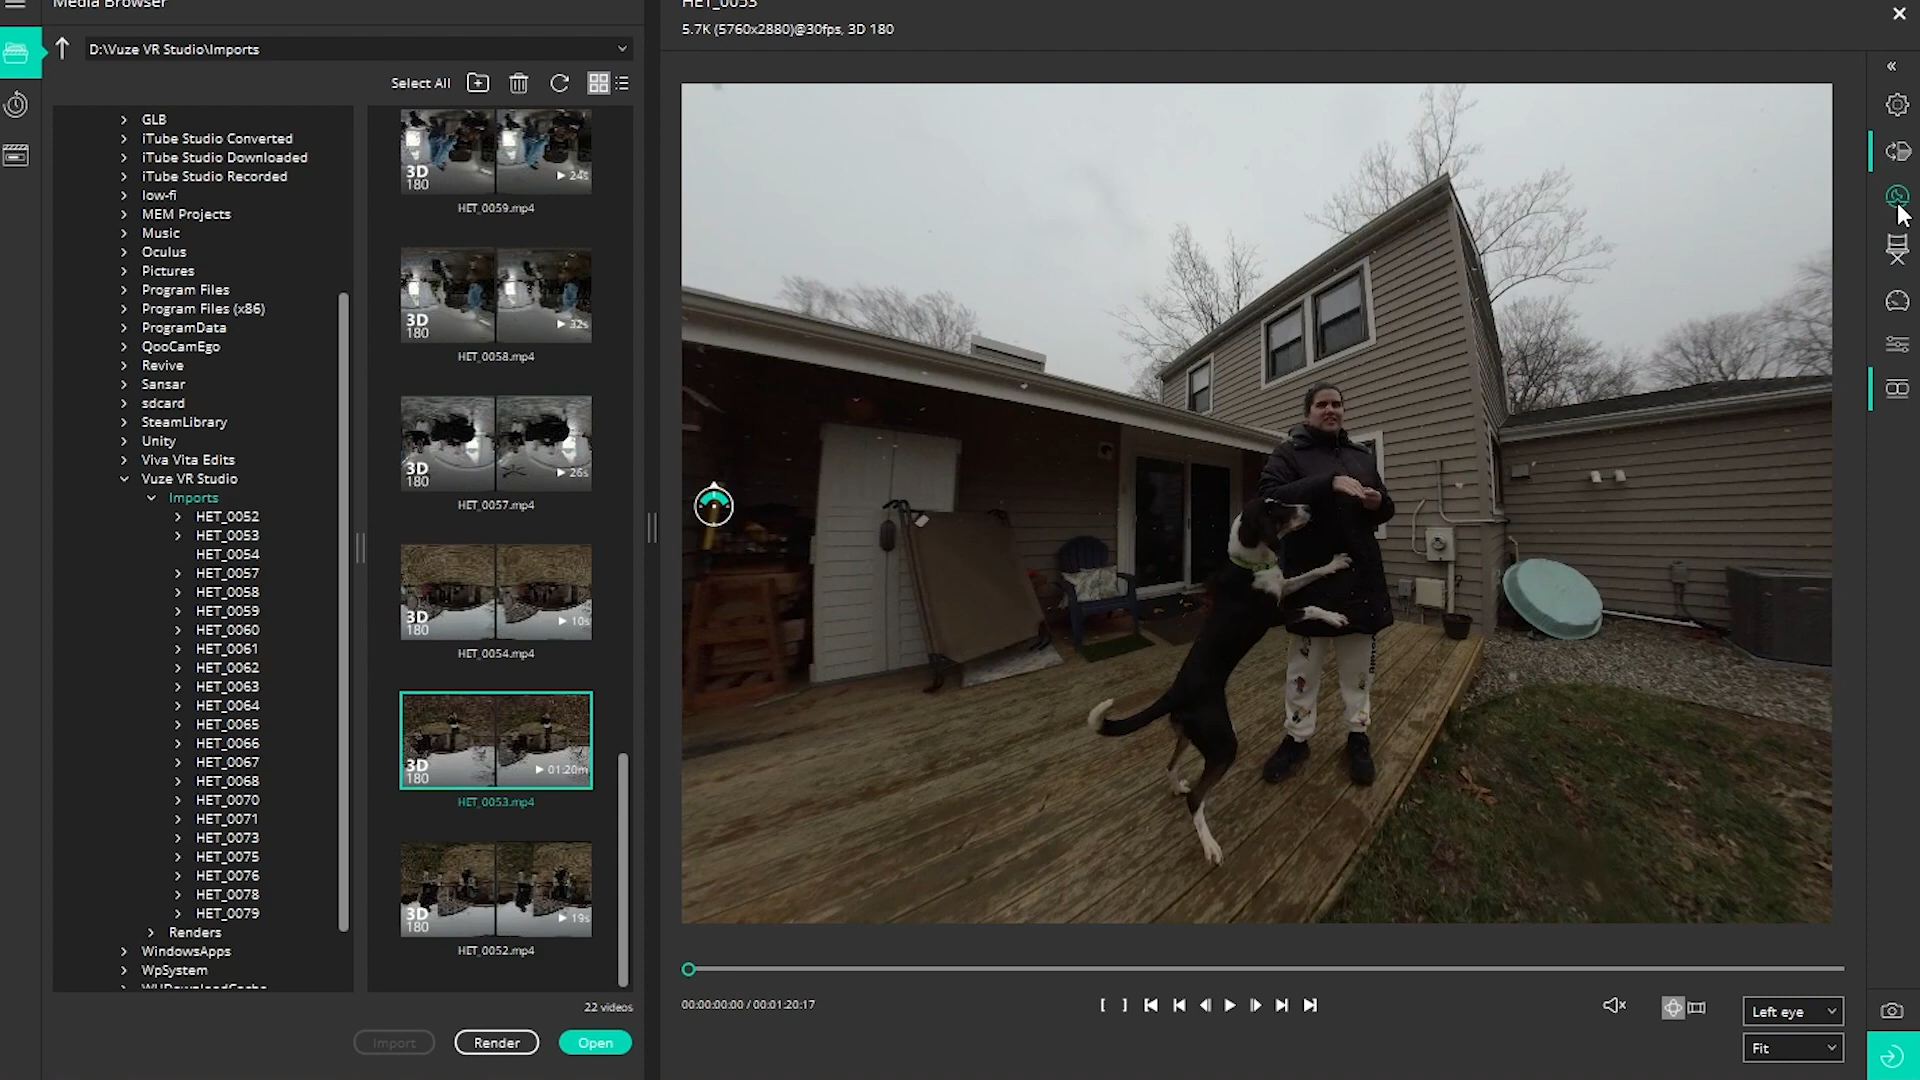 Media Browser
D:\Vuze VR Studio\Imports
Select All
GLB
iTube Studio Converted
iTube Studio Downloaded
iTube Studio Recorded
low-fi
MEM Projects
Music
Oculus
Pictures
Program Files
Program Files (x86)
ProgramData
QooCamEgo
Revive
Sansar
sdcard
SteamLibrary
Unity
Viva Vita Edits
Vuze VR Studio
Imports
HET_0052
HET_0053
HET_0054
HET_0057
HET_0058
HET_0059
HET_0060
HET_0061
HET_0062
HET_0063
HET_0064
HET_0065
HET_0066
HET_0067
HET_0068
HET_0070
HET_0071
HET_0073
HET_0075
HET_0076
HET_0078
HET_0079
Renders
WindowsApps
WpSystem
WUDownloadCache
3D
180
24s
HET_0059.mp4
3D
180
32s
HET_0058.mp4
3D
180
26s
HET_0057.mp4
3D
180
10s
HET_0054.mp4
3D
180
01:20m
HET_0053.mp4
3D
180
19s
HET_0052.mp4
22 videos
Import
Render
Open
HET_0053
5.7K (5760x2880)@30fps, 3D 180
00:00:00:00 / 00:01:20:17
[ ]
Left eye
Fit